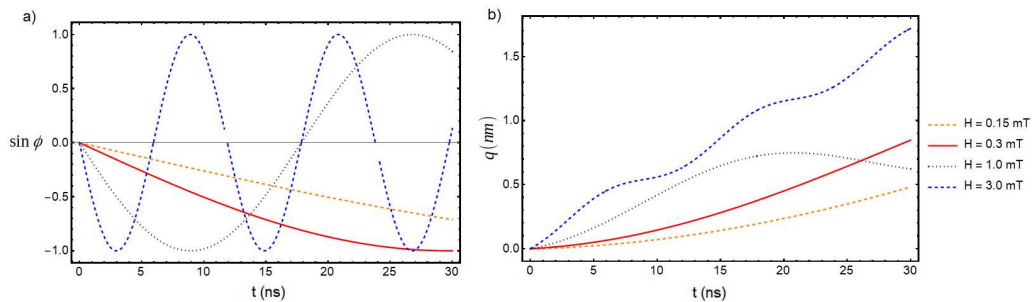 a)
1.0
0.5
sin ϕ 0.0
-0.5
-1.0
0 5 10 15 20 25 30
t (ns)
b)
1.5
1.0
q(nm)
0.5
0.0
0 5 10 15 20 25 30
t (ns)
H = 0.15 mT
H = 0.3 mT
H = 1.0 mT
H = 3.0 mT